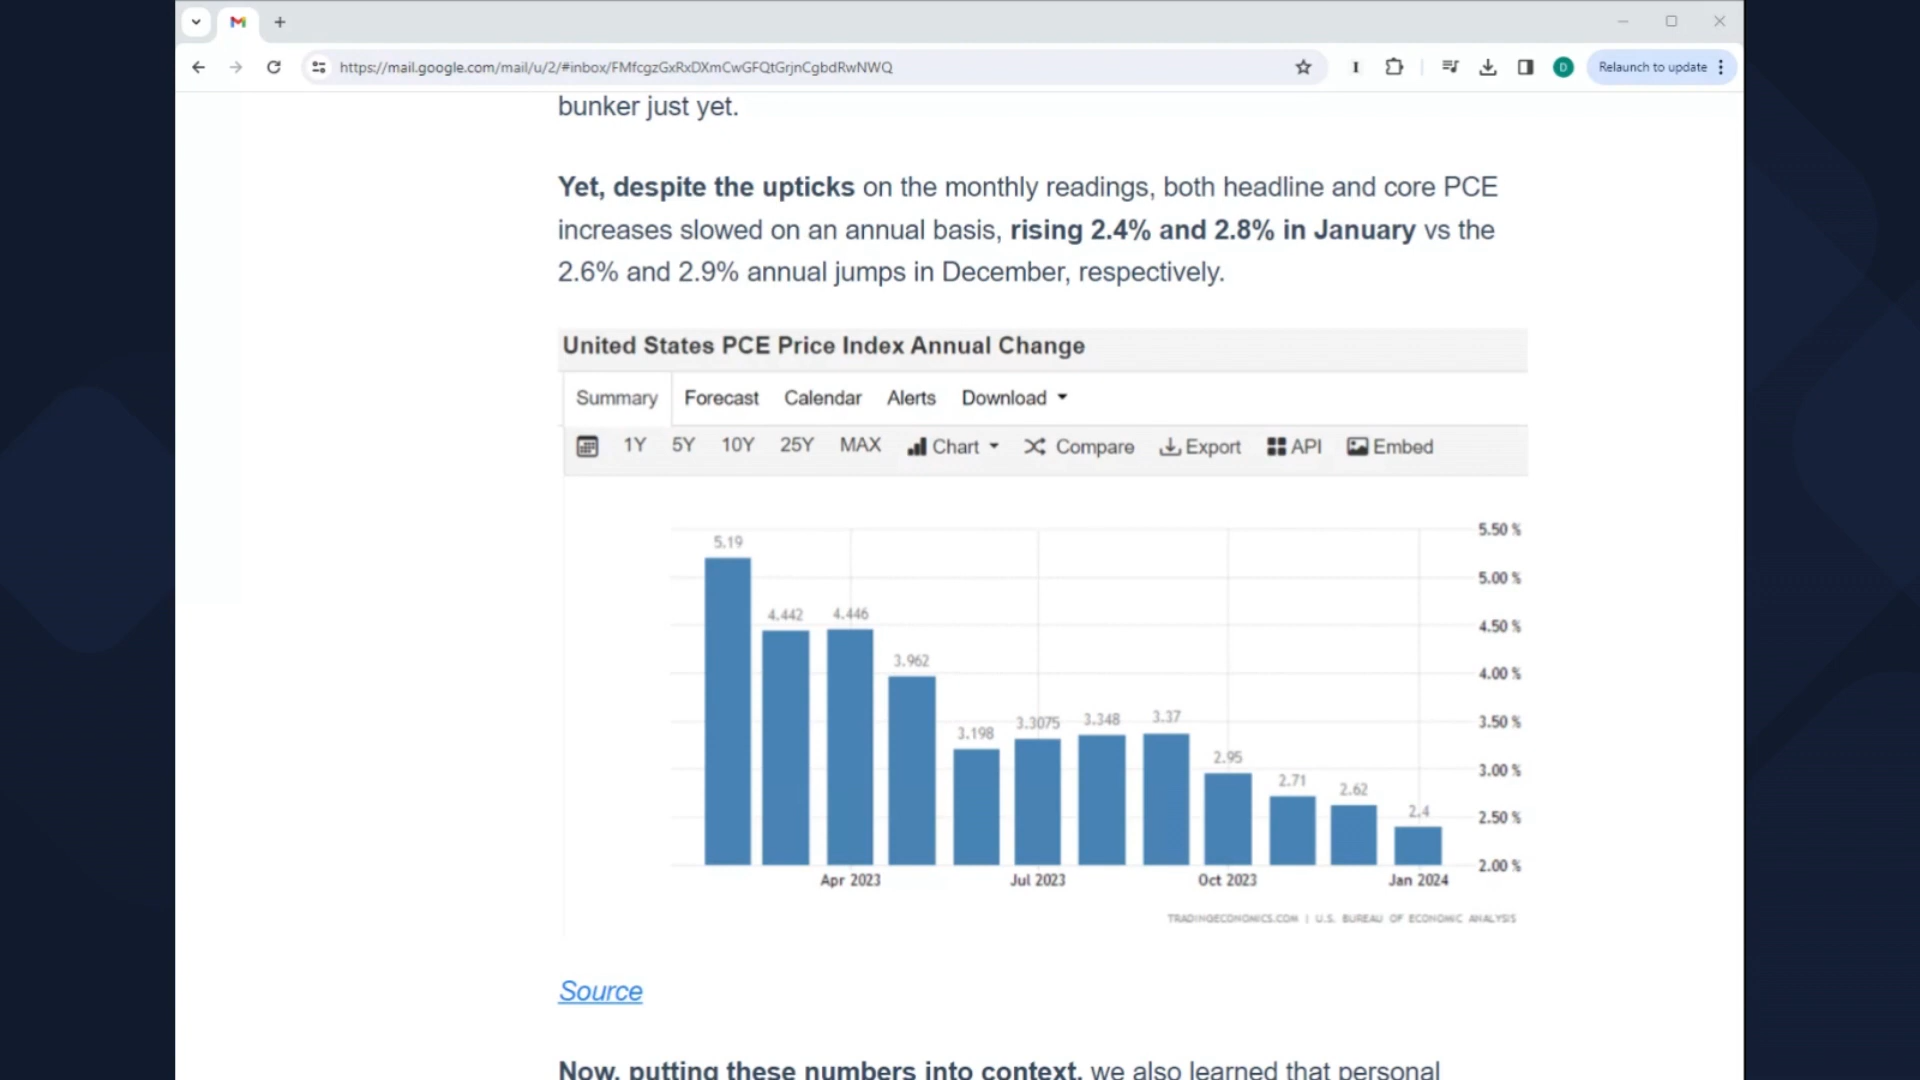 https://mail.google.com/mail/u/2/#inbox/FMfcgzGxRxDXmCwGFQtGrjnCgbdRwNWQ
D
Relaunch to update
bunker just yet.
Yet, despite the upticks on the monthly readings, both headline and core PCE
increases slowed on an annual basis, rising 2.4% and 2.8% in January vs the
2.6% and 2.9% annual jumps in December, respectively.
United States PCE Price Index Annual Change
Summary Forecast Calendar Alerts Download
1Y 5Y 10Y 25Y MAX Chart Compare Export API Embed
5.19
4.442
4.446
3.962
3.198
3.3075
3.348
3.37
2.95
2.71
2.62
2.4
5.50 %
5.00 %
4.50 %
4.00 %
3.50 %
3.00 %
2.50 %
2.00 %
Apr 2023 Jul 2023 Oct 2023 Jan 2024
TRADINGECONOMICS.COM | U.S. BUREAU OF ECONOMIC ANALYSIS
Source
Now, putting these numbers into context, we also learned that personal